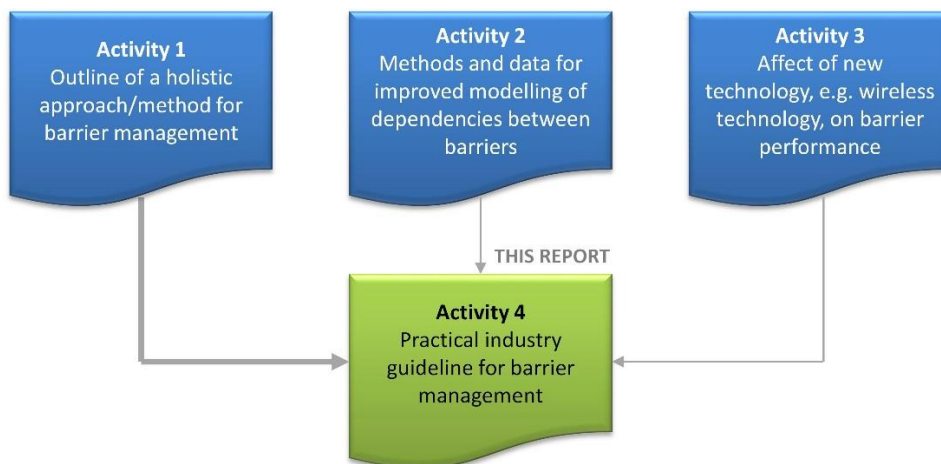 Activity 1
Outline of a holistic
approach/method for
barrier management
Activity 2
Methods and data for
improved modelling of
dependencies between
barriers
Activity 3
Affect of new
technology, e.g. wireless
technology, on barrier
performance
THIS REPORT
Activity 4
Practical industry
guideline for barrier
management